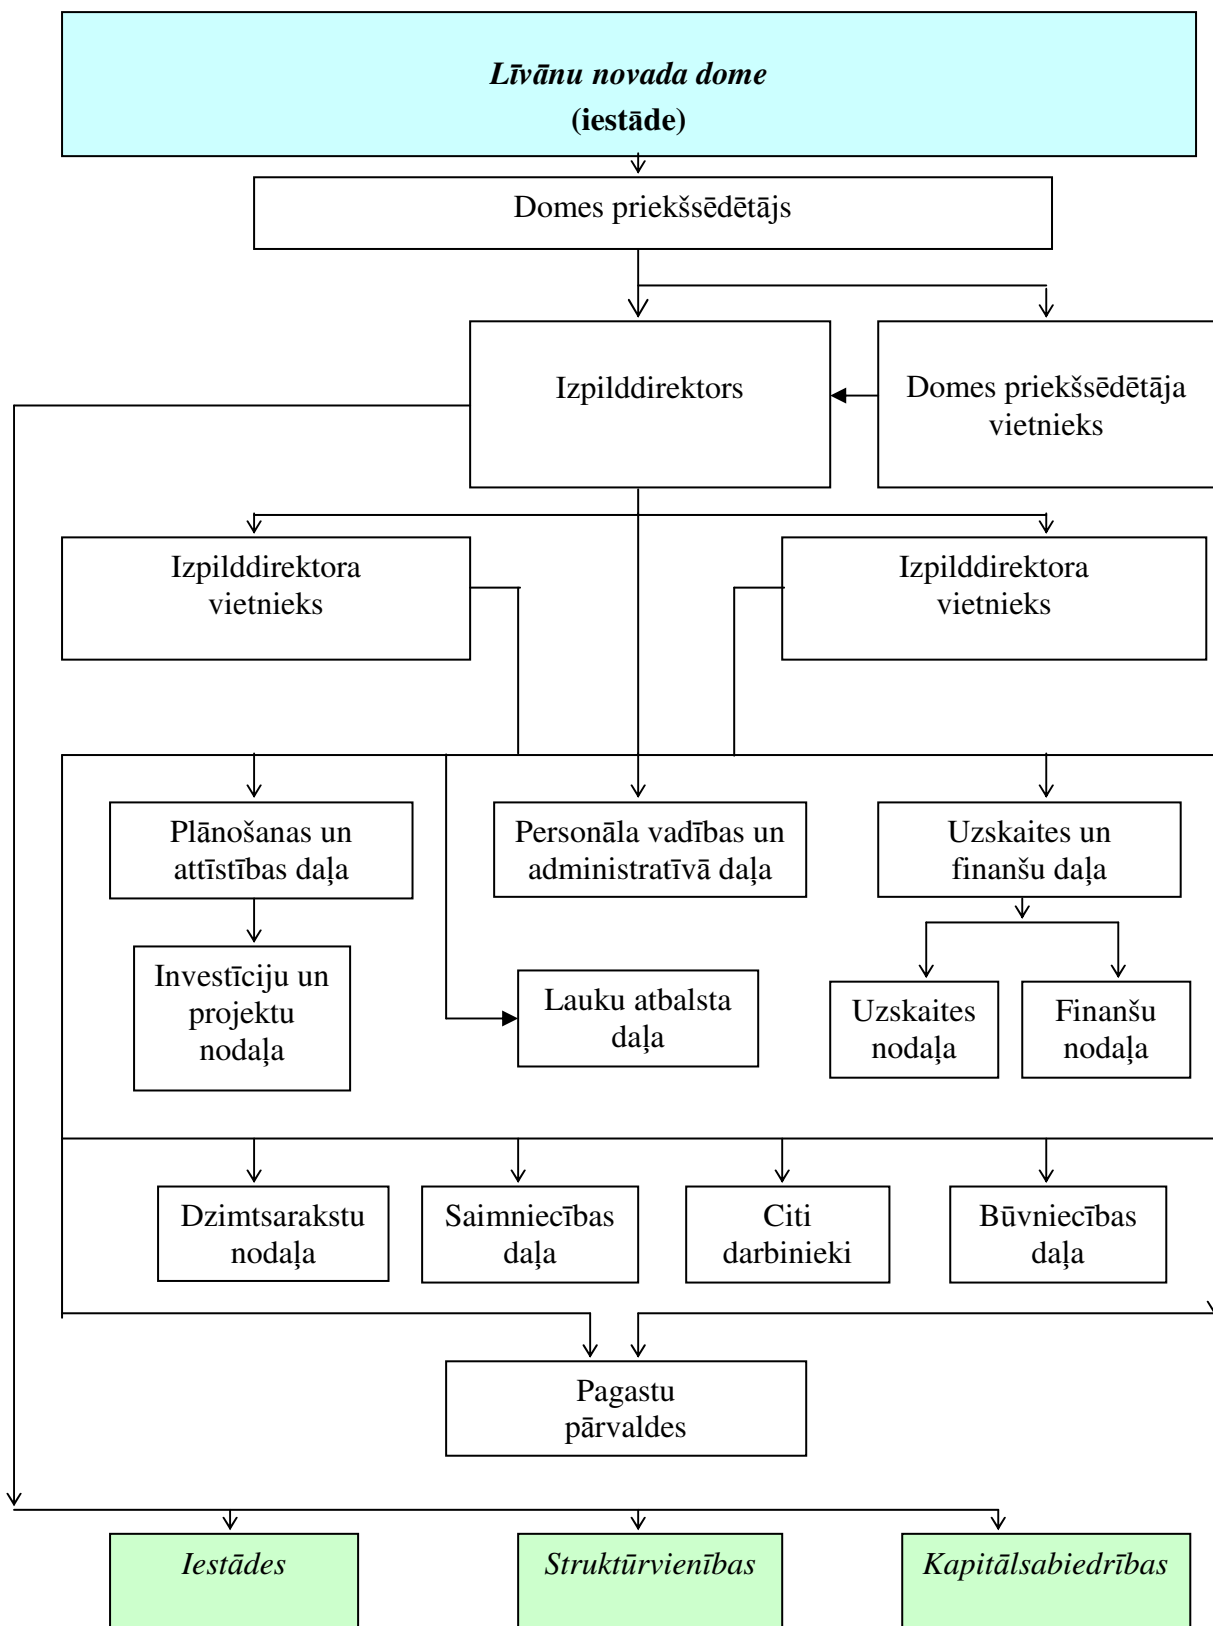 Līvānu novada dome
(iestāde)
Domes priekšsēdētājs
Izpilddirektors
Domes priekšsēdētāja
vietnieks
Izpilddirektora
vietnieks
Izpilddirektora
vietnieks
Plānošanas un
attīstības daļa
Personāla vadības un
administratīvā daļa
Uzskaites un
finanšu daļa
Investīciju un
projektu
nodaļa
Lauku atbalsta
daļa
Uzskaites
nodaļa
Finanšu
nodaļa
Dzimtsarakstu
nodaļa
Saimniecības
daļa
Citi
darbinieki
Būvniecības
daļa
Pagastu
pārvaldes
Iestādes
Struktūrvienības
Kapitālsabiedrības